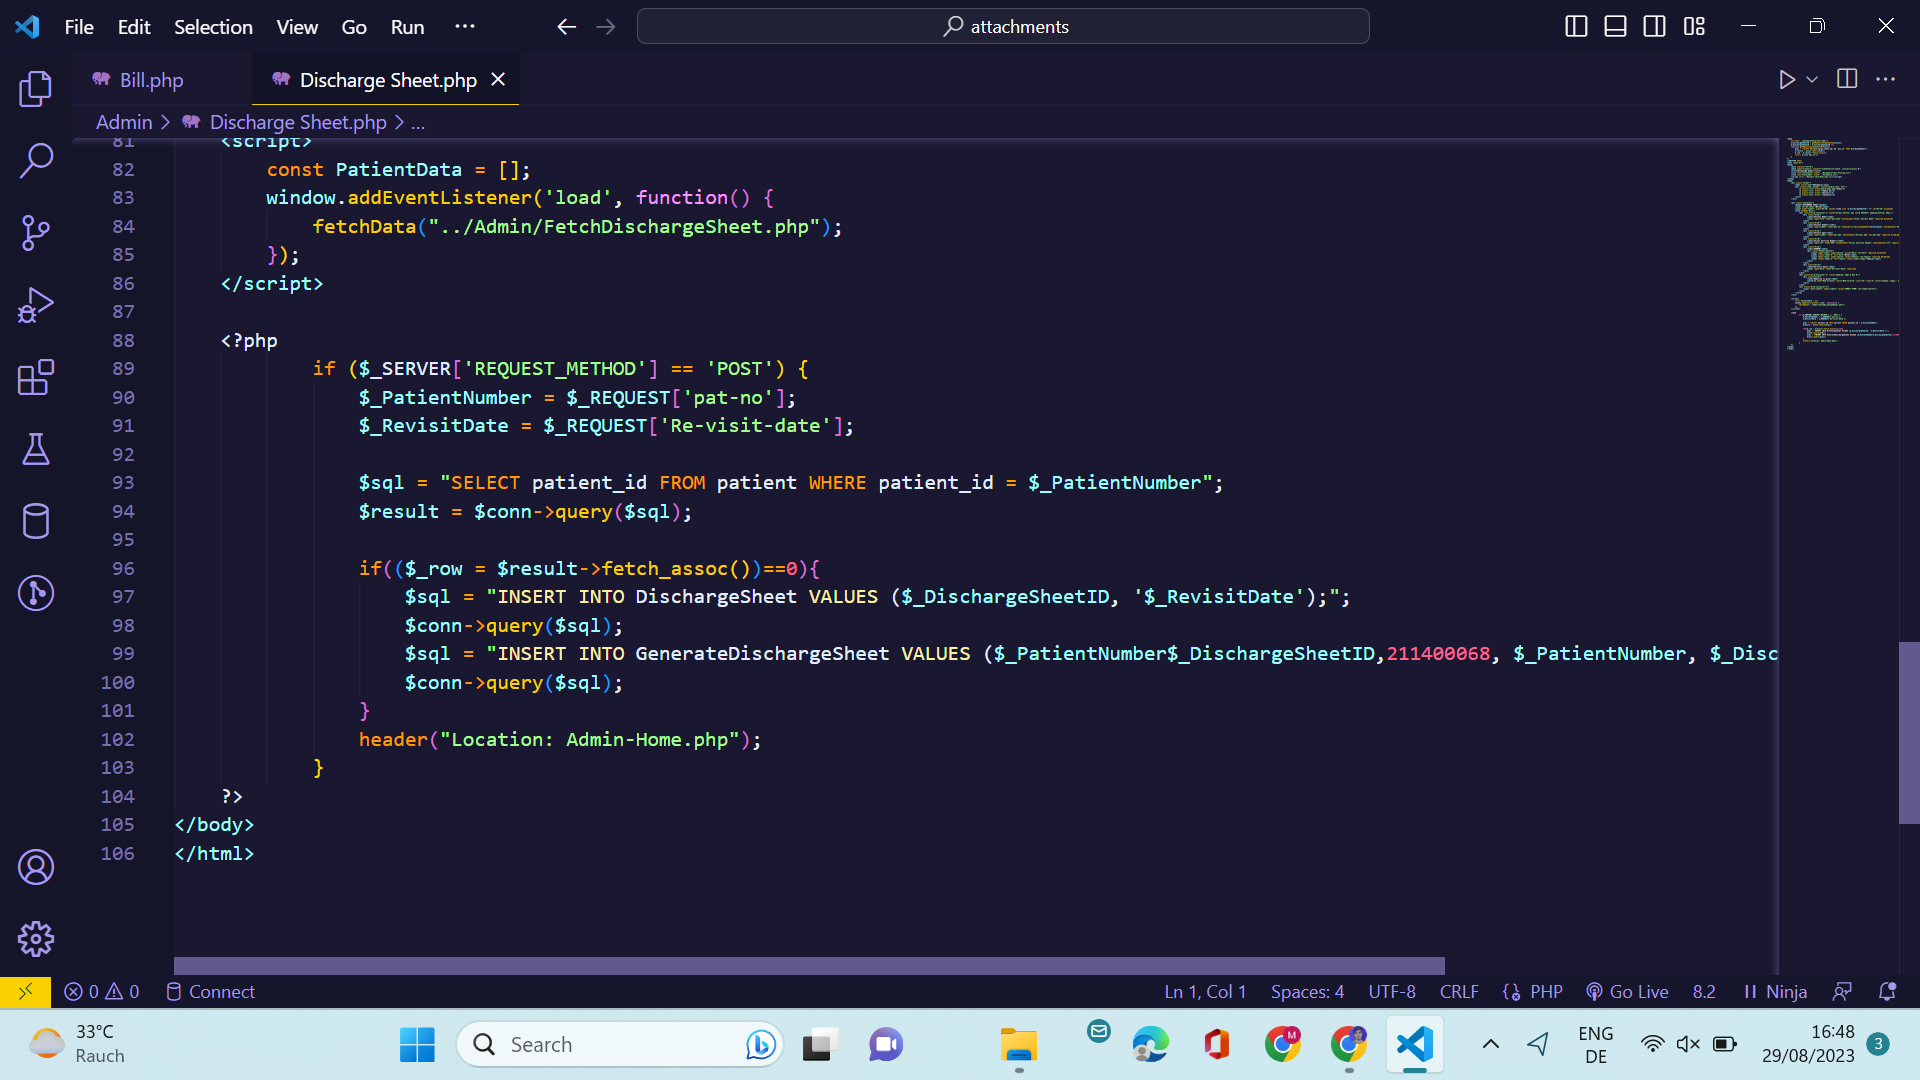 File Edit Selection View Go Run ··· attachments
Bill.php Discharge Sheet.php
Admin > Discharge Sheet.php > ...
81 <script>
82 const PatientData = [];
83 window.addEventListener('load', function() {
84 fetchData("../Admin/FetchDischargeSheet.php");
85 });
86 </script>
87
88 <?php
89 if ($_SERVER['REQUEST_METHOD'] == 'POST') {
90 $_PatientNumber = $_REQUEST['pat-no'];
91 $_RevisitDate = $_REQUEST['Re-visit-date'];
92
93 $sql = "SELECT patient_id FROM patient WHERE patient_id = $_PatientNumber";
94 $result = $conn->query($sql);
95
96 if(($_row = $result->fetch_assoc())==0){
97 $sql = "INSERT INTO DischargeSheet VALUES ($_DischargeSheetID, '$_RevisitDate');";
98 $conn->query($sql);
99 $sql = "INSERT INTO GenerateDischargeSheet VALUES ($_PatientNumber$_DischargeSheetID,211400068, $_PatientNumber, $_Disc
100 $conn->query($sql);
101 }
102 header("Location: Admin-Home.php");
103 }
104 ?>
105 </body>
106 </html>
0 0 Connect Ln 1, Col 1 Spaces: 4 UTF-8 CRLF PHP Go Live 8.2 Ninja
33°C
Rauch
Search
ENG
DE
16:48
29/08/2023
3